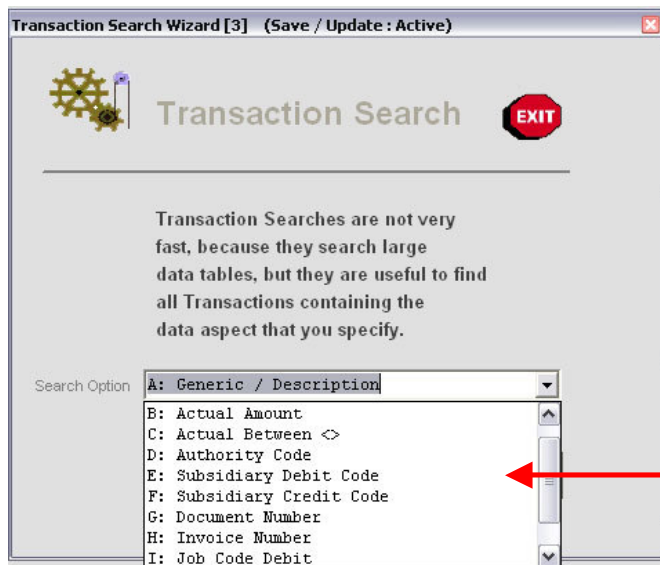 Transaction Search Wizard [3] (Save / Update : Active)
Transaction Search
EXIT
Transaction Searches are not very
fast, because they search large
data tables, but they are useful to find
all Transactions containing the
data aspect that you specify.
Search Option A: Generic / Description
B: Actual Amount
C: Actual Between <>
D: Authority Code
E: Subsidiary Debit Code
F: Subsidiary Credit Code
G: Document Number
H: Invoice Number
I: Job Code Debit